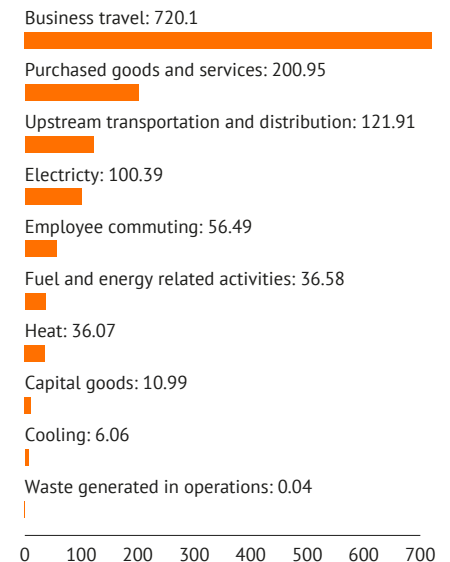 Business travel: 720.1
Purchased goods and services: 200.95
Upstream transportation and distribution: 121.91
Electricty: 100.39
Employee commuting: 56.49
Fuel and energy related activities: 36.58
Heat: 36.07
Capital goods: 10.99
Cooling: 6.06
Waste generated in operations: 0.04
0 100 200 300 400 500 600 700